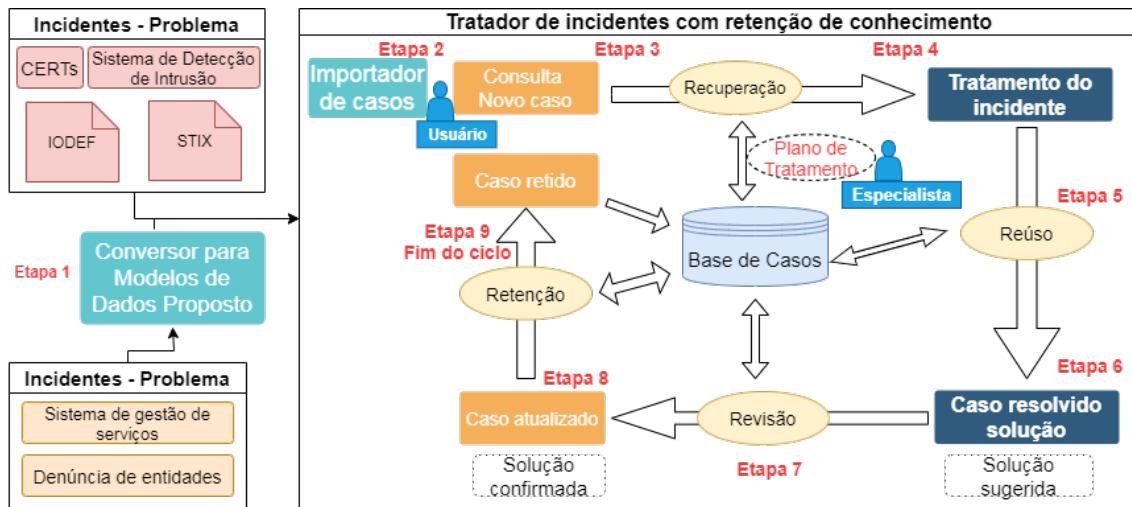 Incidentes - Problema
CERTs
Sistema de Detecção
de Intrusão
IODEF
STIX
Etapa 1
Conversor para
Modelos de
Dados Proposto
Incidentes - Problema
Sistema de gestão de
serviços
Denúncia de entidades
Tratador de incidentes com retenção de conhecimento
Etapa 2
Importador
de casos
Usuário
Consulta
Novo caso
Etapa 3
Recuperação
Etapa 4
Tratamento do
incidente
Plano de
Tratamento
Especialista
Caso retido
Etapa 5
Reúso
Etapa 9
Fim do ciclo
Base de Casos
Retenção
Etapa 6
Etapa 8
Caso atualizado
Revisão
Caso resolvido
solução
Etapa 7
Solução
confirmada
Solução
sugerida